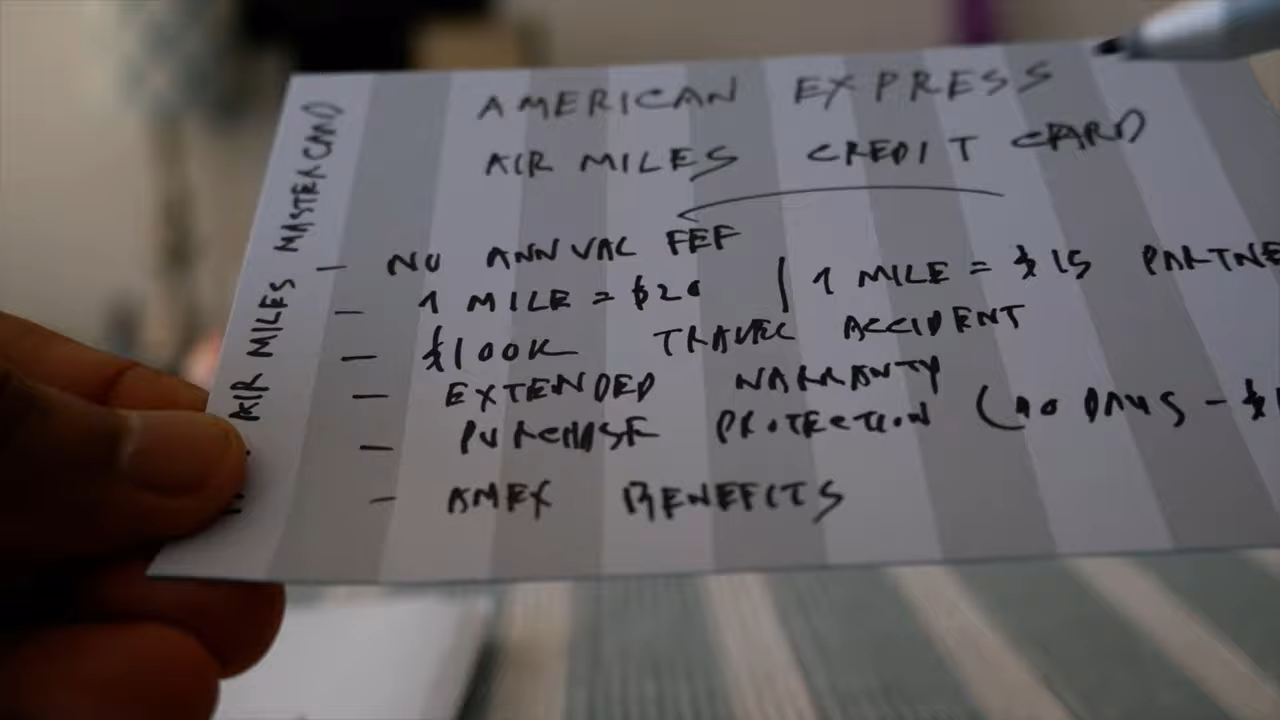 AMERICAN EXPRESS
AIR MILES CREDIT CARD
- NO ANNUAL FEE
- 1 MILE = $20 | 1 MILE = $15 PARTNE
- $100K TRAVEL ACCIDENT
- EXTENDED WARRANTY
- PURCHASE PROTECTION (90 DAYS - $1
- AMEX BENEFITS
AIR MILES MASTERCARD